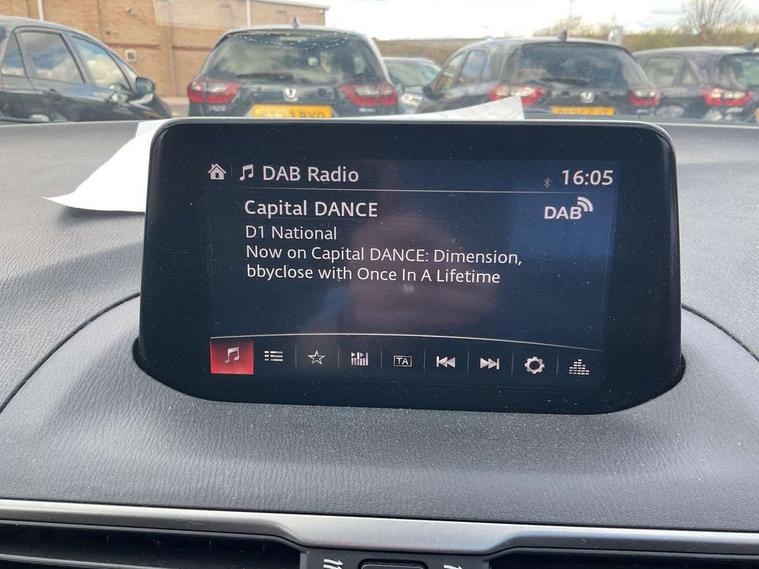 DAB Radio
16:05
Capital DANCE
DAB
D1 National
Now on Capital DANCE: Dimension,
bbyclose with Once In A Lifetime
TA